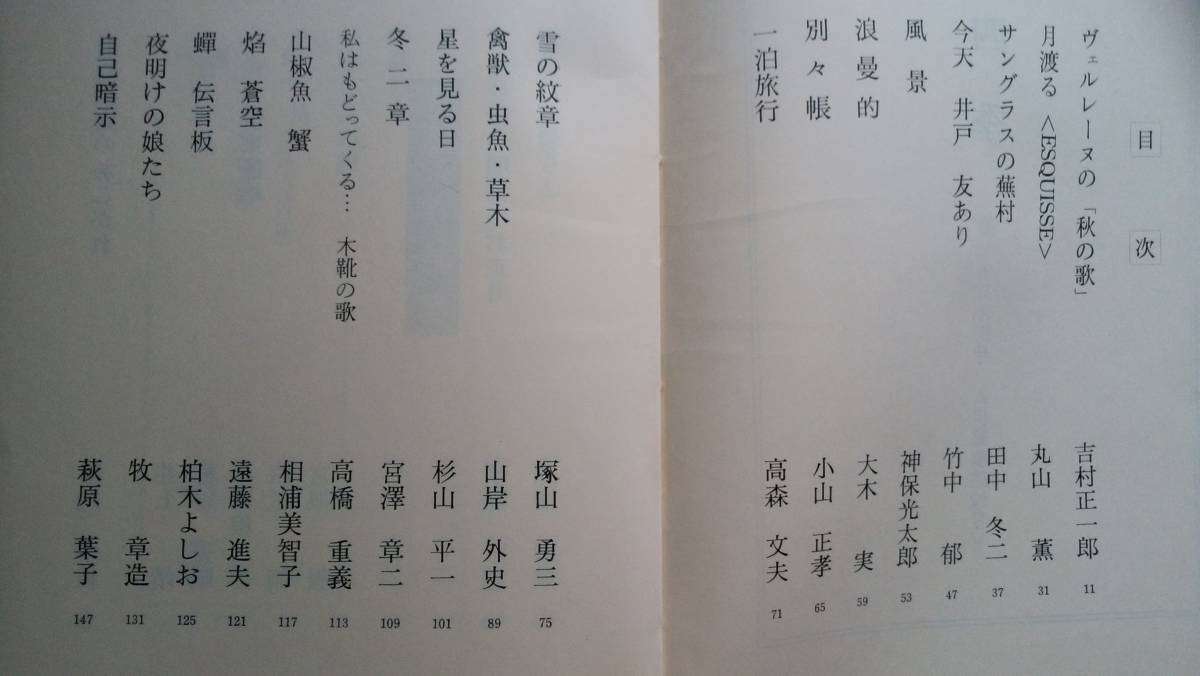 目次
ヴェルレーヌの「秋の歌」 吉村正一郎 11
月渡る <ESQUISSE> 丸山 薫 31
サングラスの蕪村 田中 冬二 37
今天 井戸 友あり 竹中 郁 47
風景 神保光太郎 53
浪曼的 大木 実 59
別々帳 小山 正孝 65
一泊旅行 高森 文夫 71
雪の紋章 塚山 勇三 75
禽獣・虫魚・草木 山岸 外史 89
星を見る日 杉山 平一 101
冬二章 宮澤 章二 109
私はもどってくる… 木靴の歌 高橋 重義 113
山椒魚 蟹 相浦美智子 117
焰 蒼空 遠藤 進夫 121
蟬 伝言板 柏木よしお 125
夜明けの娘たち 牧 章造 131
自己暗示 萩原 葉子 147